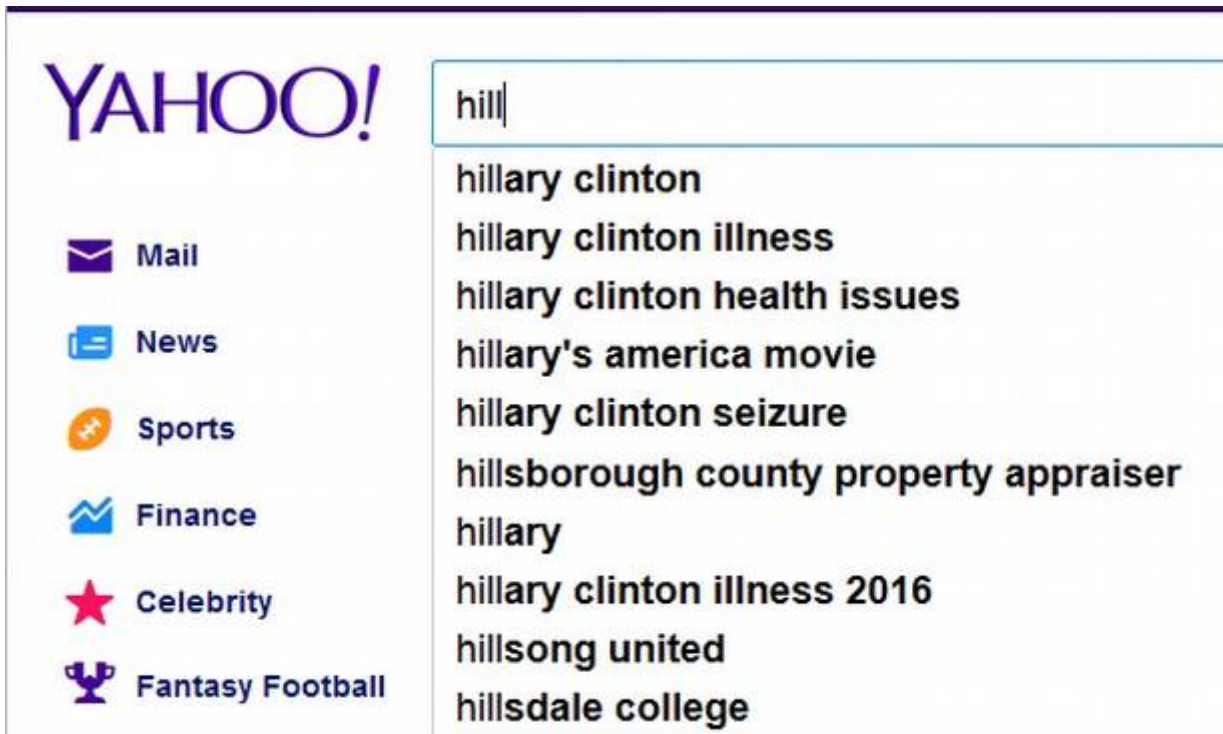 YAHOO!
hill
hillary clinton
hillary clinton illness
hillary clinton health issues
hillary's america movie
hillary clinton seizure
hillsborough county property appraiser
hillary
hillary clinton illness 2016
hillsong united
hillsdale college
Mail
News
Sports
Finance
Celebrity
Fantasy Football